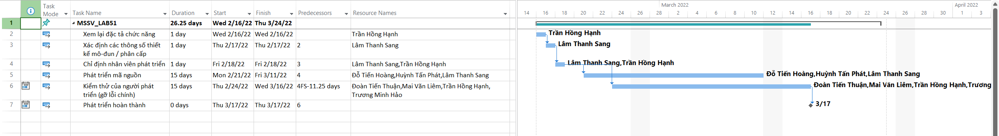 Task Mode
Task Name
Duration
Start
Finish
Predecessors
Resource Names
1 MSSV_LAB51 26.25 days Wed 2/16/22 Thu 3/24/22
2 Xem lại đặc tả chức năng 1 day Wed 2/16/22 Wed 2/16/22 Trần Hồng Hạnh
3 Xác định các thông số thiết 1 day Thu 2/17/22 Thu 2/17/22 2 Lâm Thanh Sang
kế mô-đun / phân cấp
4 Chỉ định nhân viên phát triển 1 day Fri 2/18/22 Fri 2/18/22 3 Lâm Thanh Sang,Trần Hồng Hạnh
5 Phát triển mã nguồn 15 days Mon 2/21/22 Fri 3/11/22 4 Đỗ Tiến Hoàng,Huỳnh Tấn Phát,Lâm Thanh Sang
6 Kiểm thử của người phát 15 days Thu 2/24/22 Wed 3/16/22 4FS-11.25 days Đoàn Tiến Thuận,Mai Văn Liêm,Trần Hồng Hạnh,
triển (gỡ lỗi chính) Trương Minh Hảo
7 Phát triển hoàn thành 0 days Thu 3/17/22 Thu 3/17/22 6
March 2022 April 2022
14 16 18 20 22 24 26 28 2 4 6 8 10 12 14 16 18 20 22 24 26 28 30 1 3
Trần Hồng Hạnh
Lâm Thanh Sang
Lâm Thanh Sang,Trần Hồng Hạnh
Đỗ Tiến Hoàng,Huỳnh Tấn Phát,Lâm Thanh Sang
Đoàn Tiến Thuận,Mai Văn Liêm,Trần Hồng Hạnh,Trương
3/17